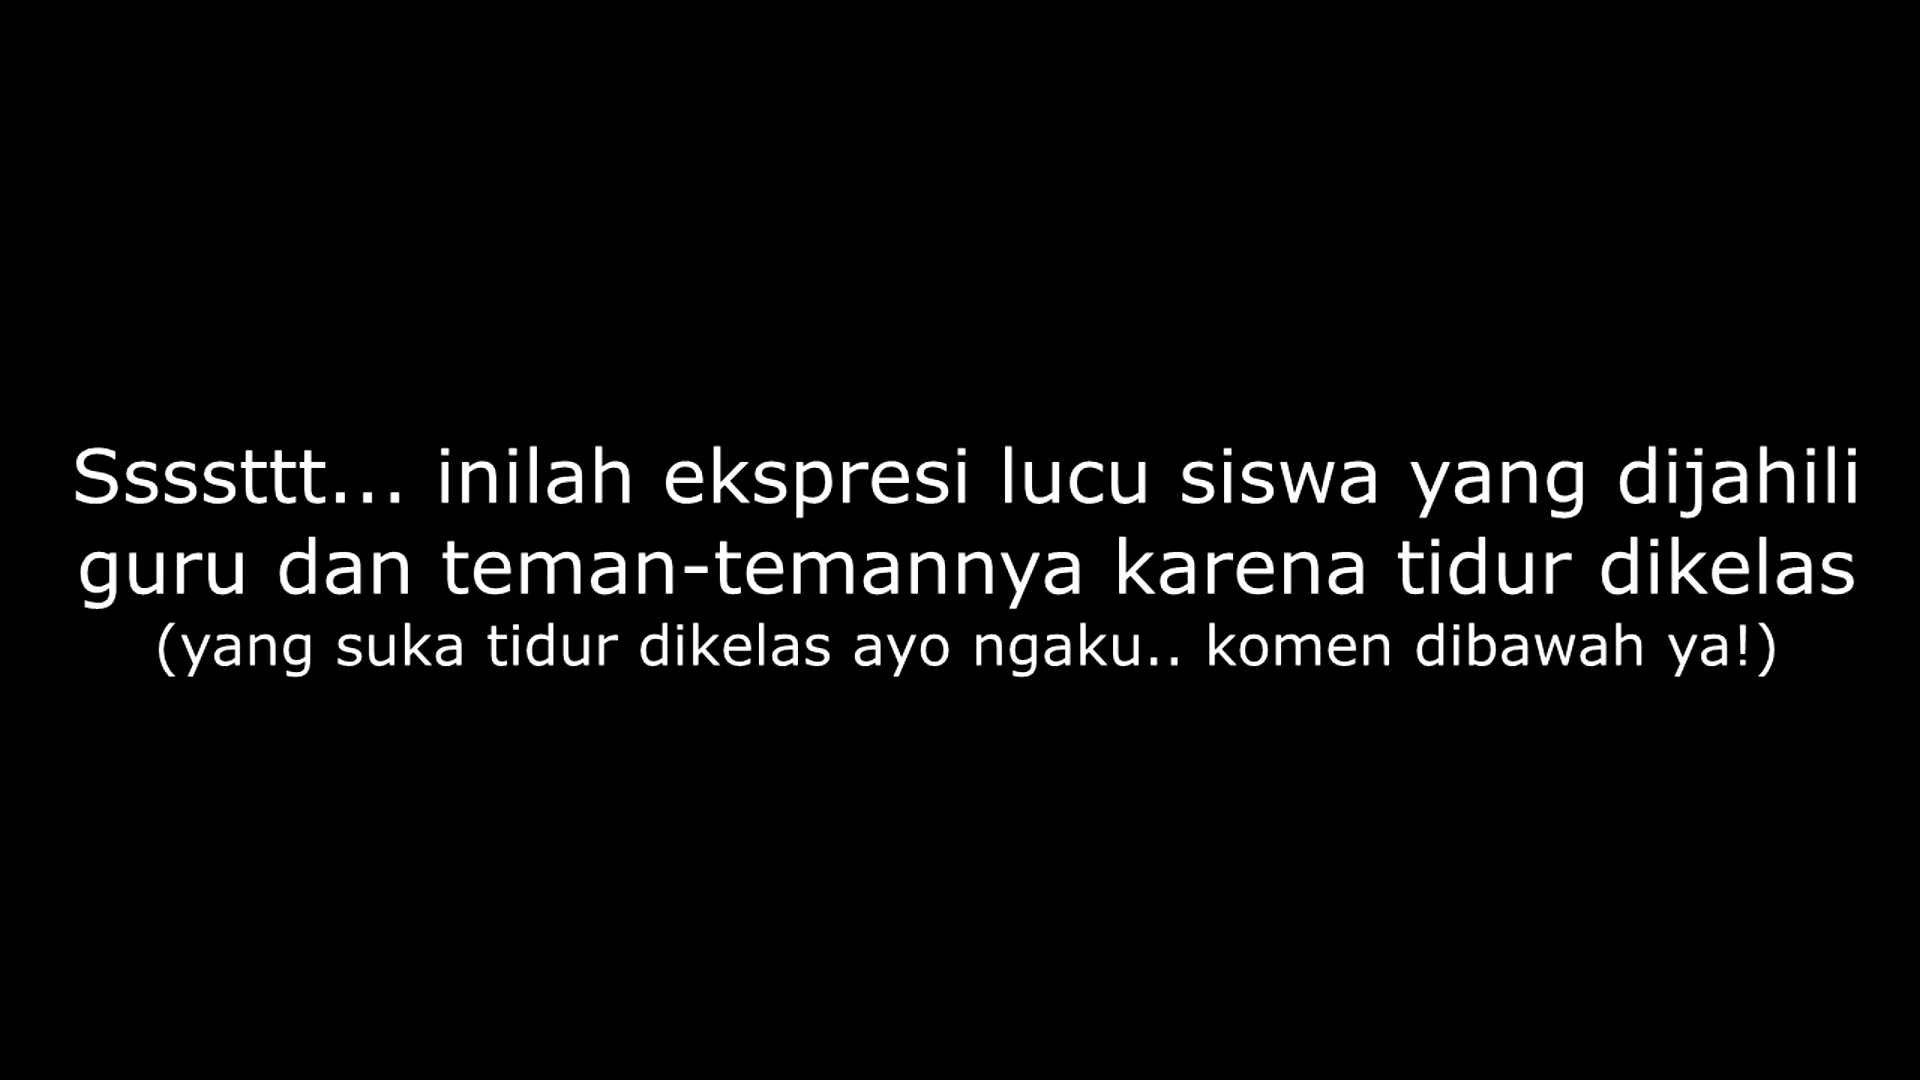 Ssssttt... inilah ekspresi lucu siswa yang dijahili
guru dan teman-temannya karena tidur dikelas
(yang suka tidur dikelas ayo ngaku.. komen dibawah ya!)